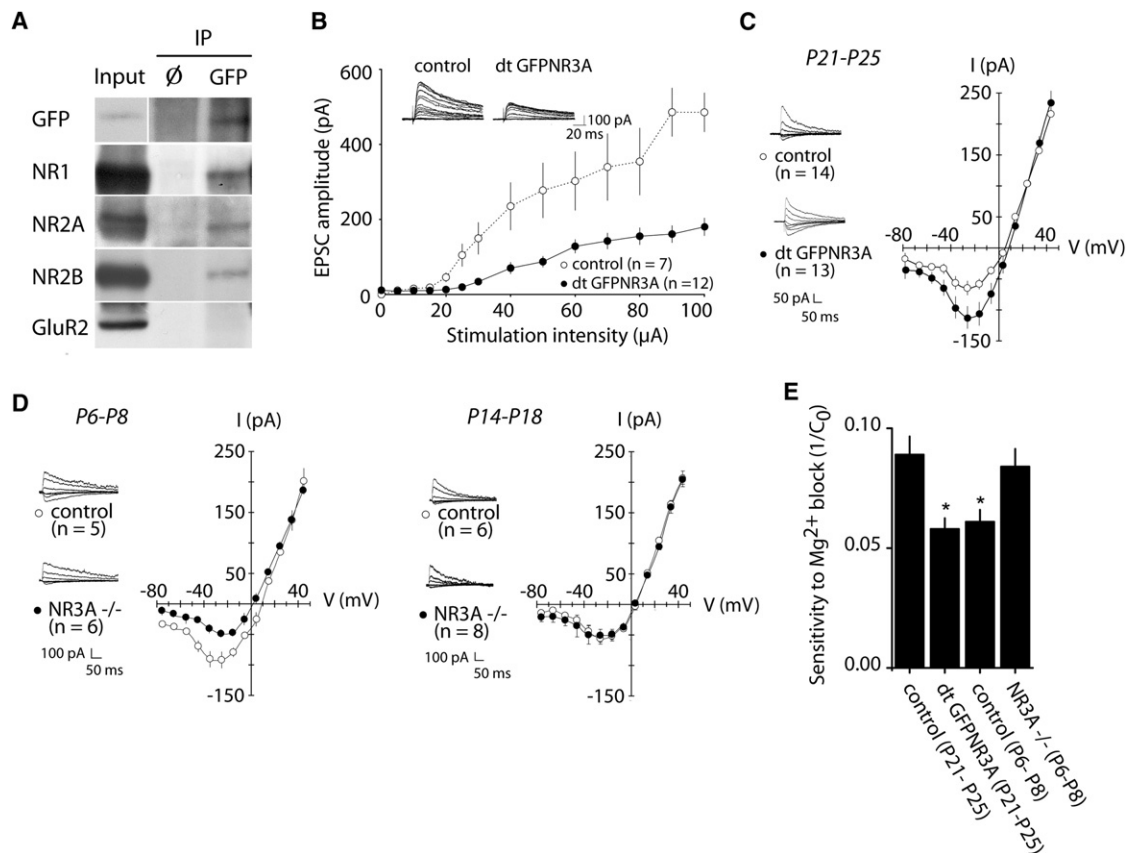 A
IP
Input Ø GFP
GFP
NR1
NR2A
NR2B
GluR2
B
control dt GFPNR3A
100 pA
20 ms
EPSC amplitude (pA)
600
400
200
0
0 20 40 60 80 100
Stimulation intensity (µA)
control (n = 7)
dt GFPNR3A (n =12)
C
P21-P25
I (pA)
250
150
50
-80 -40 40
V (mV)
-150
control
(n = 14)
dt GFPNR3A
(n = 13)
50 pA
50 ms
D
P6-P8
I (pA)
250
150
50
-80 -40 40
V (mV)
-150
control
(n = 5)
NR3A -/-
(n = 6)
100 pA
50 ms
P14-P18
I (pA)
250
150
50
-80 -40 40
V (mV)
-150
control
(n = 6)
NR3A -/-
(n = 8)
100 pA
50 ms
E
Sensitivity to Mg2+ block (1/C0)
0.10
0.05
0.00
* *
control (P21- P25)
dt GFPNR3A (P21-P25)
control (P6- P8)
NR3A -/- (P6-P8)